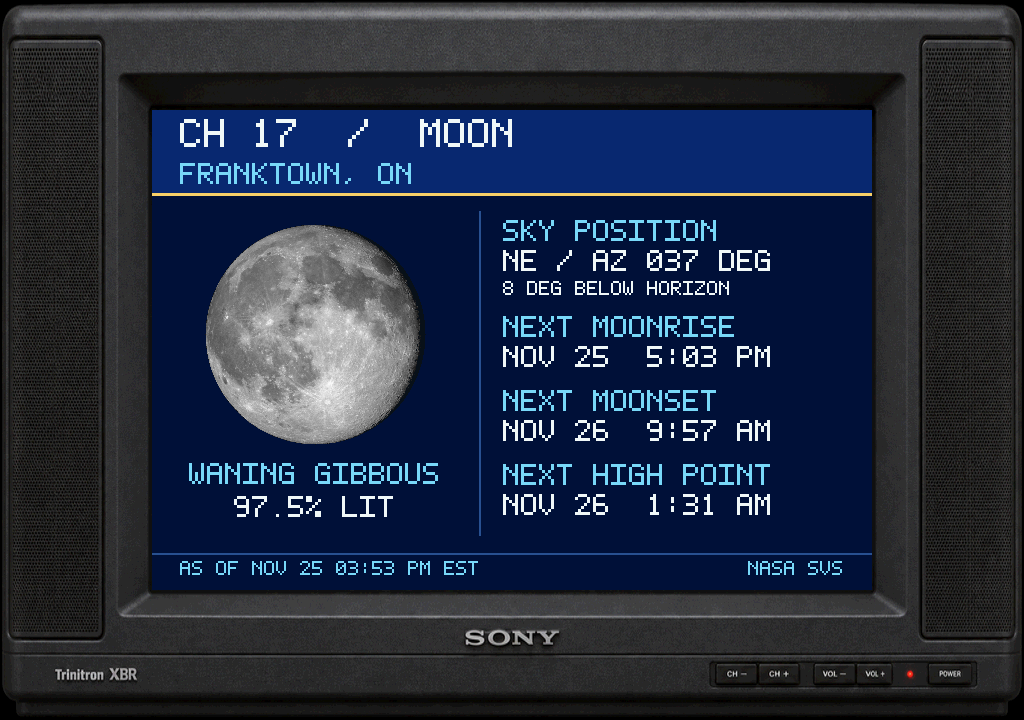 CH 17 / MOON
FRANKTOWN, ON
SKY POSITION
NE / AZ 037 DEG
8 DEG BELOW HORIZON
NEXT MOONRISE
NOV 25 5:03 PM
NEXT MOONSET
NOV 26 9:57 AM
NEXT HIGH POINT
NOV 26 1:31 AM
WANING GIBBOUS
97.5% LIT
AS OF NOV 25 03:53 PM EST
NASA SVS
SONY
Trinitron XBR
CH − CH + VOL − VOL + POWER